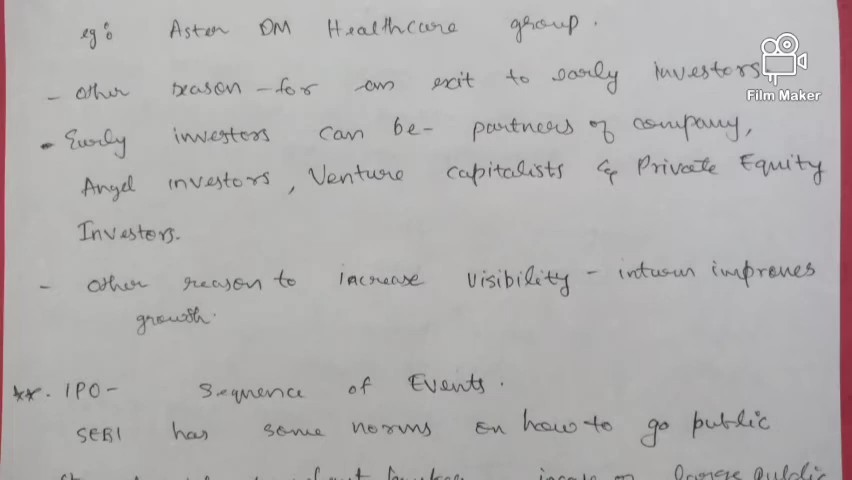 eg: Aster DM Healthcare group.
- other reason - for an exit to early investors
Film Maker
- Early investors can be - partners of company,
Angel investors, Venture capitalists & Private Equity
Investors.
- other reason to increase visibility - inturn improves
growth.
**. IPO - Sequence of Events.
SEBI has some norms on how to go public
large public